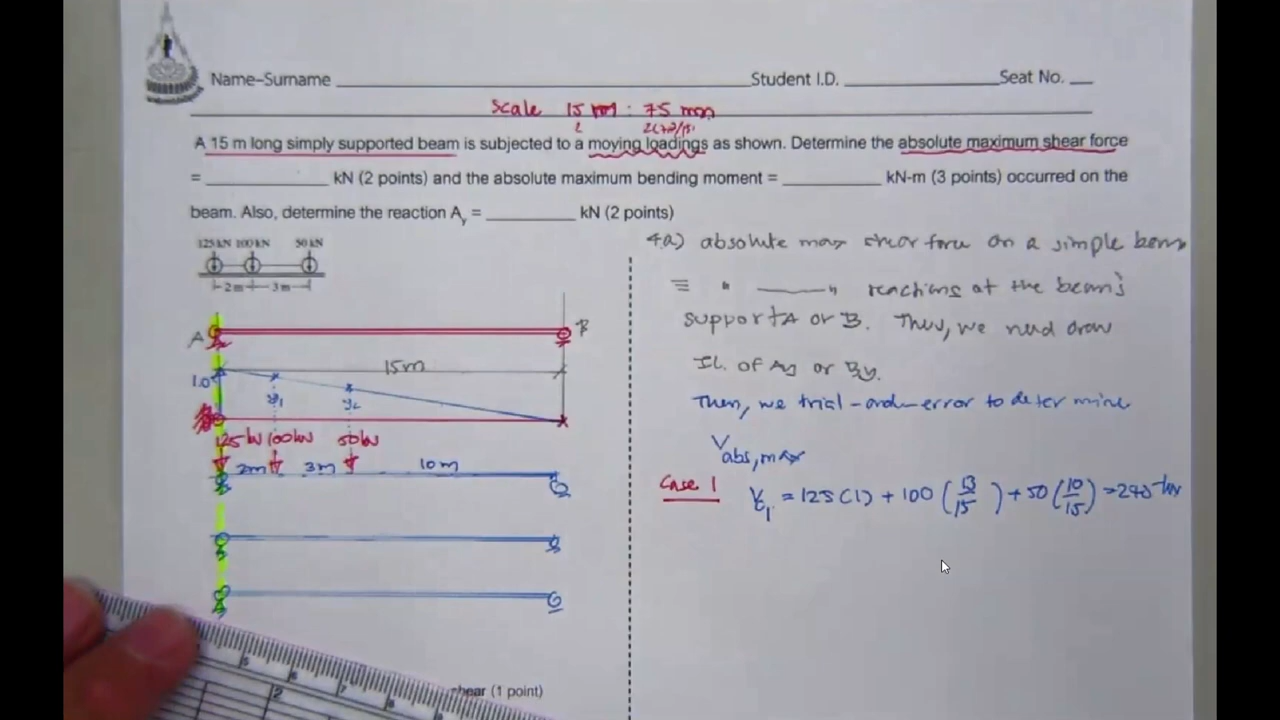 Name–Surname Student I.D. Seat No.
Scale 15 m : 75 mm
A 15 m long simply supported beam is subjected to a moving loadings as shown. Determine the absolute maximum shear force
= kN (2 points) and the absolute maximum bending moment = kN-m (3 points) occurred on the
beam. Also, determine the reaction Ay = kN (2 points)
125 kN 100 kN 50 kN
2 m 3 m
A B
15m
1.0
y1 y2
125 kN 100 kN 50 kN
2m 3m 10m
hear (1 point)
4.a) absolute max shear force on a simple beam
≡ " " reactions at the beam's
support A or B. Thus, we need draw
IL. of Ay or By.
Then, we trial-and-error to determine
Vabs,max
Case 1 V1 = 125(1) + 100 (13/15) + 50 (10/15) = 245 kN